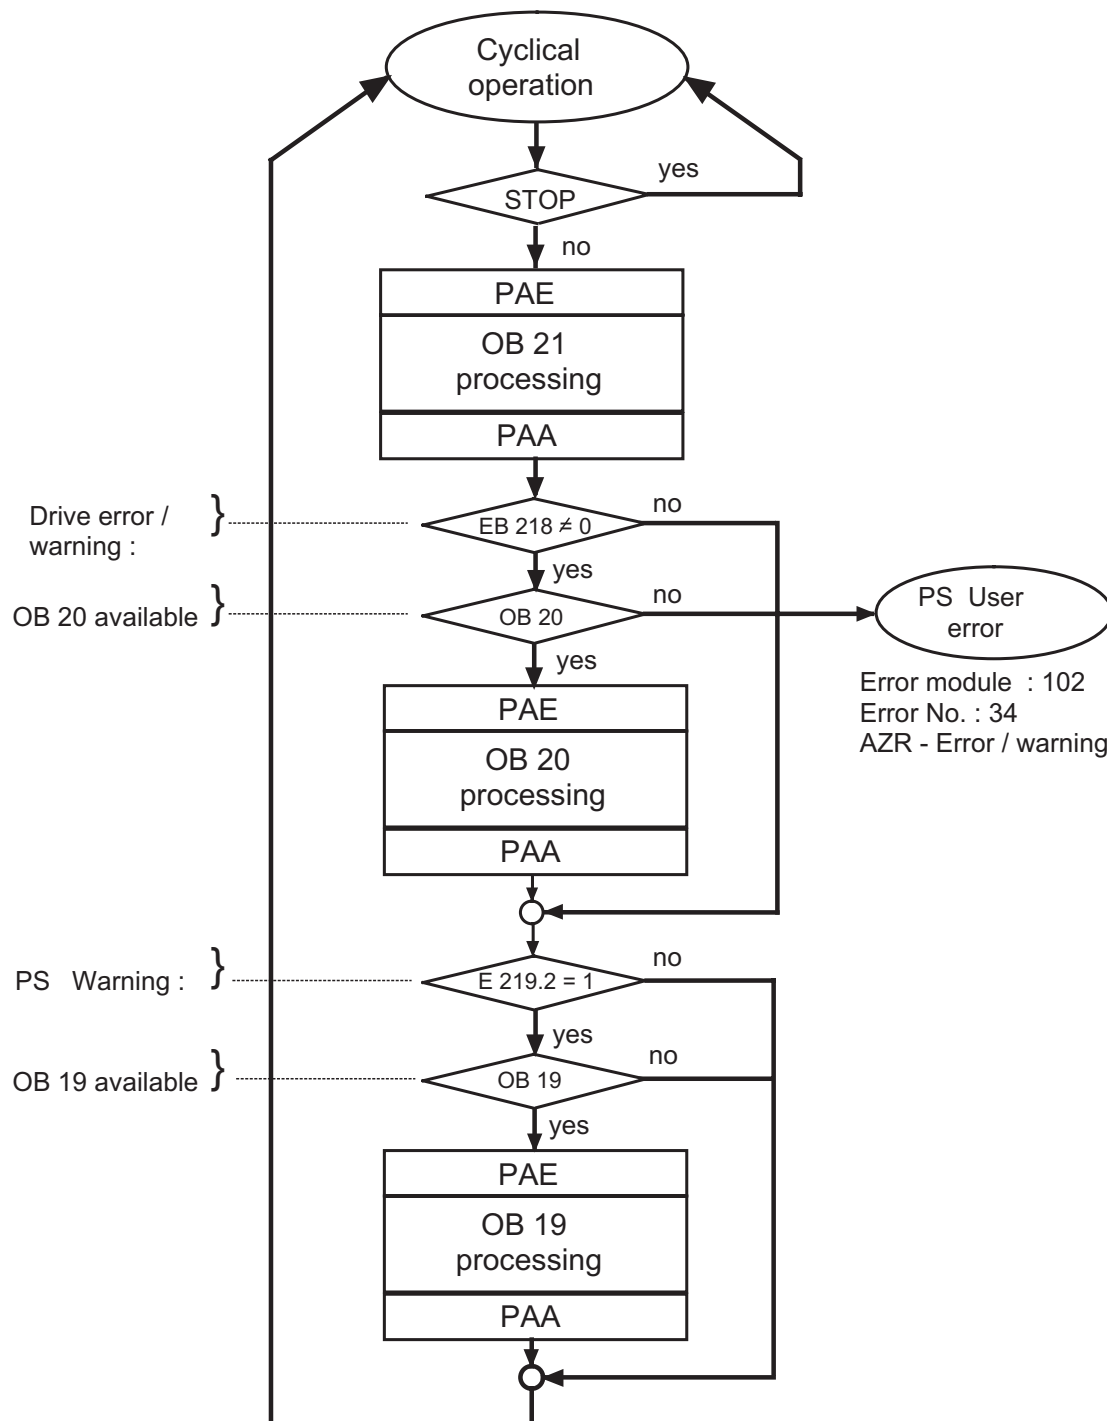 Cyclical
operation
yes
STOP
no
PAE
OB 21
processing
PAA
no
Drive error /
warning :
}
EB 218 ≠ 0
yes
no
OB 20 available
}
OB 20
PS User
error
yes
Error module : 102
Error No. : 34
AZR - Error / warning
PAE
OB 20
processing
PAA
no
PS Warning :
}
E 219.2 = 1
yes
no
OB 19 available
}
OB 19
yes
PAE
OB 19
processing
PAA